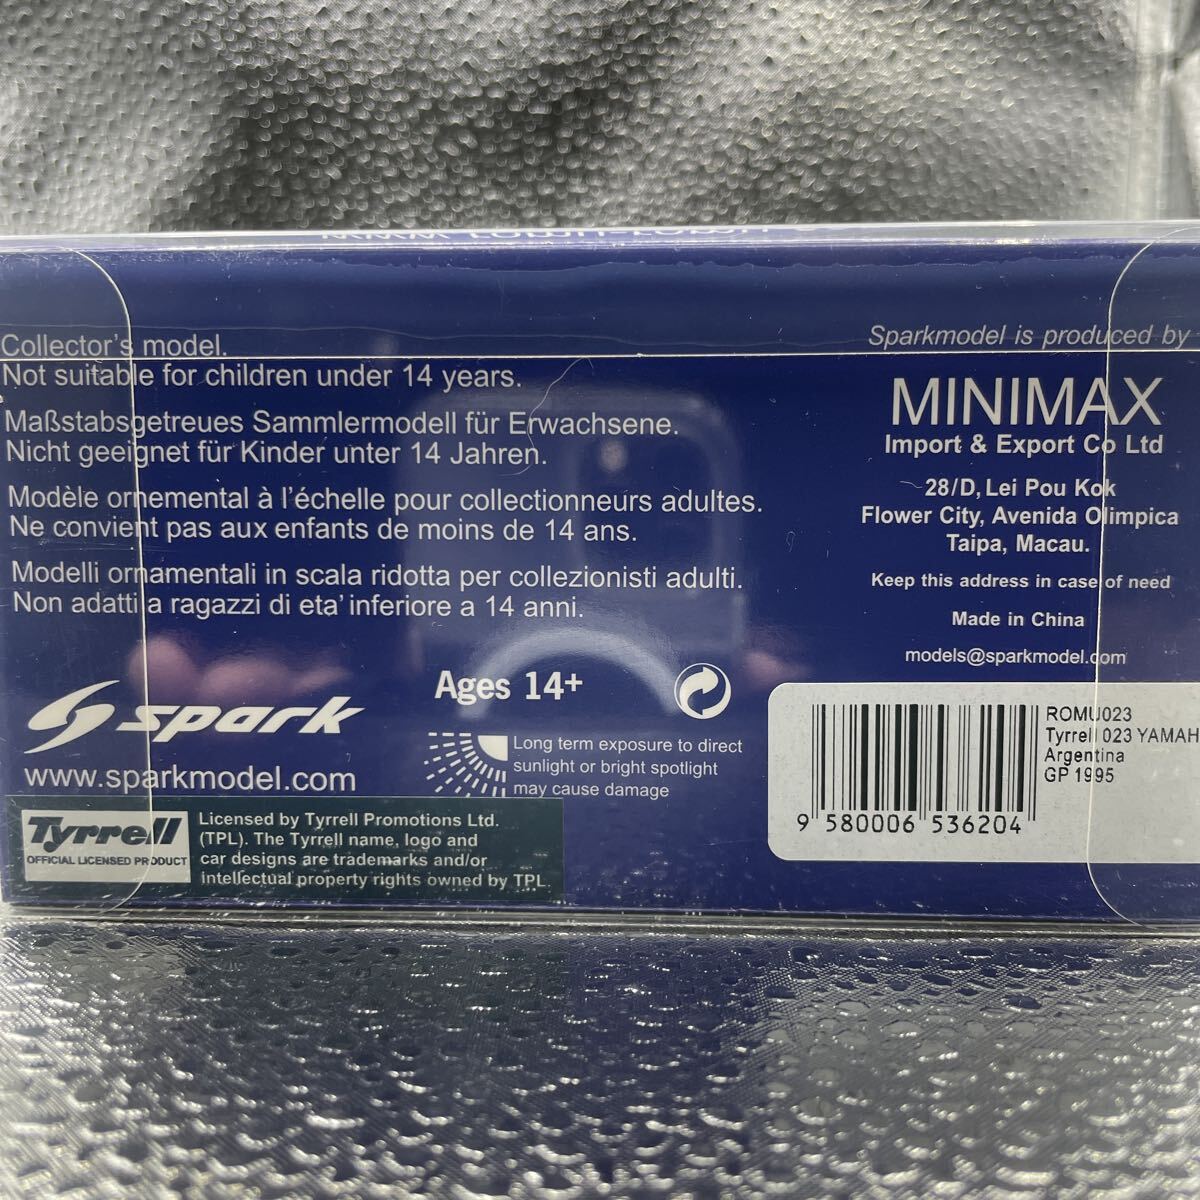 Collector's model.
Not suitable for children under 14 years.
Maßstabsgetreues Sammlermodell für Erwachsene.
Nicht geeignet für Kinder unter 14 Jahren.
Modèle ornemental à l'échelle pour collectionneurs adultes.
Ne convient pas aux enfants de moins de 14 ans.
Modelli ornamentali in scala ridotta per collezionisti adulti.
Non adatti a ragazzi di eta' inferiore a 14 anni.
spark
www.sparkmodel.com
Ages 14+
Long term exposure to direct
sunlight or bright spotlight
may cause damage
Tyrrell
OFFICIAL LICENSED PRODUCT
Licensed by Tyrrell Promotions Ltd.
(TPL). The Tyrrell name, logo and
car designs are trademarks and/or
intellectual property rights owned by TPL
Sparkmodel is produced by
MINIMAX
Import & Export Co Ltd
28/D, Lei Pou Kok
Flower City, Avenida Olimpica
Taipa, Macau.
Keep this address in case of need
Made in China
models@sparkmodel.com
ROMU023
Tyrrell 023 YAMAH
Argentina
GP 1995
9 580006 536204